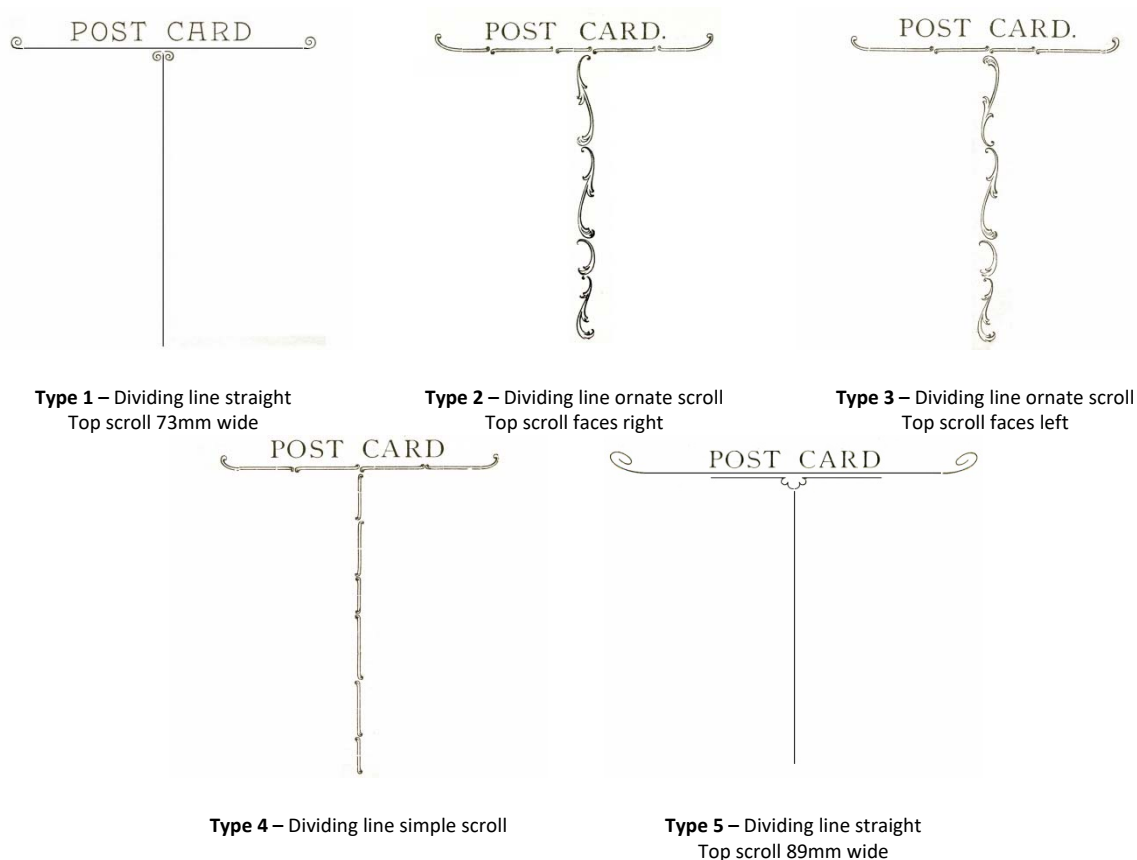 POST CARD
POST CARD.
POST CARD.
Type 1 – Dividing line straight
Top scroll 73mm wide
Type 2 – Dividing line ornate scroll
Top scroll faces right
Type 3 – Dividing line ornate scroll
Top scroll faces left
POST CARD
POST CARD
Type 4 – Dividing line simple scroll
Type 5 – Dividing line straight
Top scroll 89mm wide